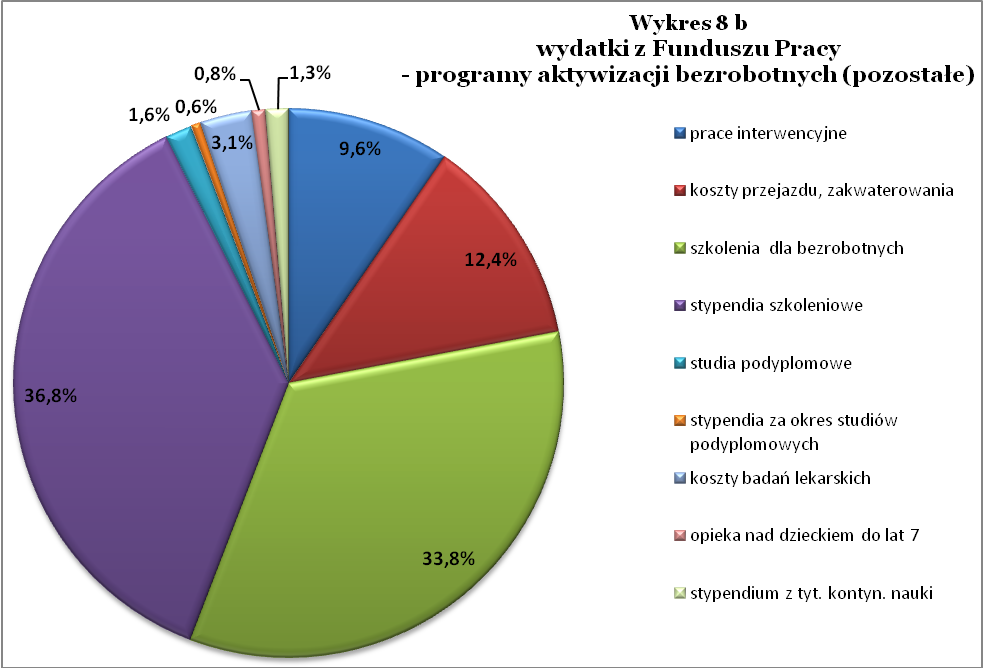 Wykres 8 b
wydatki z Funduszu Pracy
- programy aktywizacji bezrobotnych (pozostałe)
0,8%
1,3%
1,6%
0,6%
3,1%
9,6%
12,4%
36,8%
33,8%
prace interwencyjne
koszty przejazdu, zakwaterowania
szkolenia dla bezrobotnych
stypendia szkoleniowe
studia podyplomowe
stypendia za okres studiów
podyplomowych
koszty badań lekarskich
opieka nad dzieckiem do lat 7
stypendium z tyt. kontyn. nauki